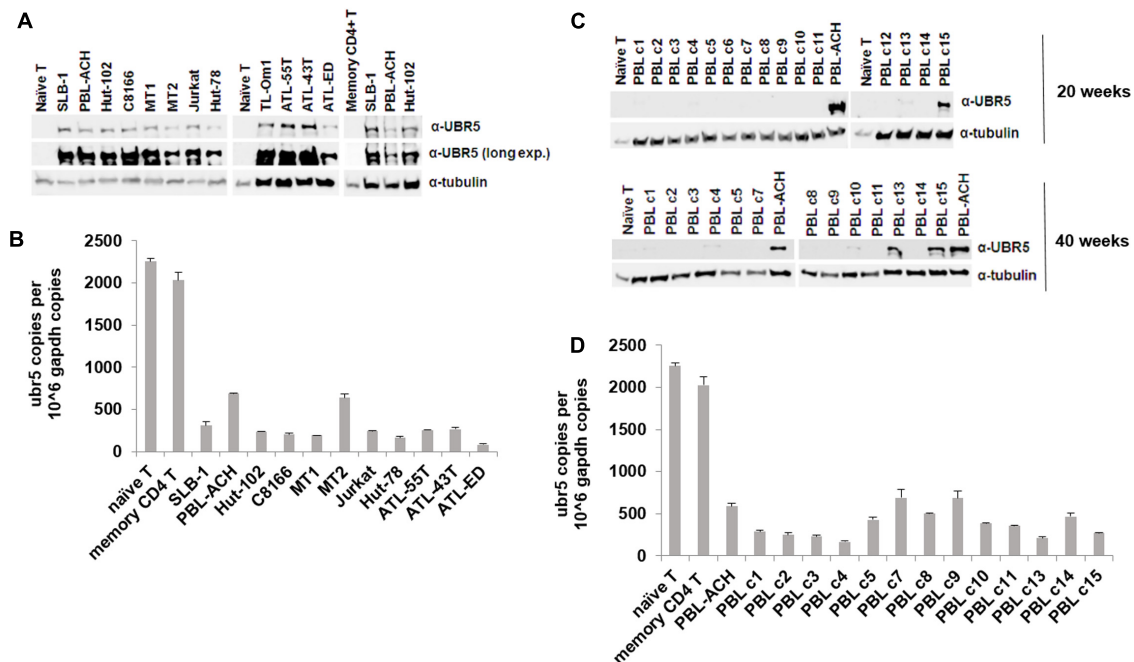 A
Naïve T
SLB-1
PBL-ACH
Hut-102
C8166
MT1
MT2
Jurkat
Hut-78
Naïve T
TL-Om1
ATL-55T
ATL-43T
ATL-ED
Memory CD4+ T
SLB-1
PBL-ACH
Hut-102
α-UBR5
α-UBR5 (long exp.)
α-tubulin
B
ubr5 copies per
10^6 gapdh copies
2500
2000
1500
1000
500
0
naïve T
memory CD4 T
SLB-1
PBL-ACH
Hut-102
C8166
MT1
MT2
Jurkat
Hut-78
ATL-55T
ATL-43T
ATL-ED
C
Naïve T
PBL c1
PBL c2
PBL c3
PBL c4
PBL c5
PBL c6
PBL c7
PBL c8
PBL c9
PBL c10
PBL c11
PBL-ACH
Naïve T
PBL c12
PBL c13
PBL c14
PBL c15
α-UBR5
α-tubulin
20 weeks
Naïve T
PBL c1
PBL c2
PBL c3
PBL c4
PBL c5
PBL c7
PBL-ACH
PBL c8
PBL c9
PBL c10
PBL c11
PBL c13
PBL c14
PBL c15
PBL-ACH
α-UBR5
α-tubulin
40 weeks
D
ubr5 copies per
10^6 gapdh copies
2500
2000
1500
1000
500
0
naïve T
memory CD4 T
PBL-ACH
PBL c1
PBL c2
PBL c3
PBL c4
PBL c5
PBL c7
PBL c8
PBL c9
PBL c10
PBL c11
PBL c13
PBL c14
PBL c15